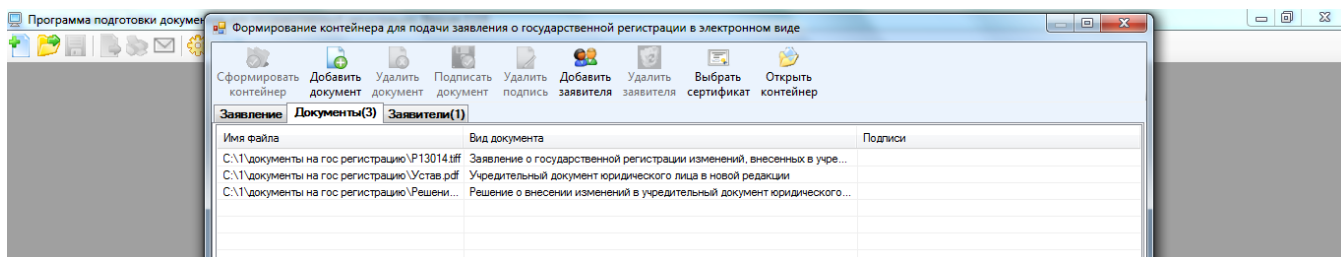 Программа подготовки докумен
Формирование контейнера для подачи заявления о государственной регистрации в электронном виде
Сформировать контейнер Добавить документ Удалить документ Подписать документ Удалить подпись Добавить заявителя Удалить заявителя Выбрать сертификат Открыть контейнер
Заявление Документы(3) Заявители(1)
Имя файла Вид документа Подписи
C:\1\документы на гос регистрацию\P13014.tiff Заявление о государственной регистрации изменений, внесенных в учре...
C:\1\документы на гос регистрацию\Устав.pdf Учредительный документ юридического лица в новой редакции
C:\1\документы на гос регистрацию\Решени... Решение о внесении изменений в учредительный документ юридического...